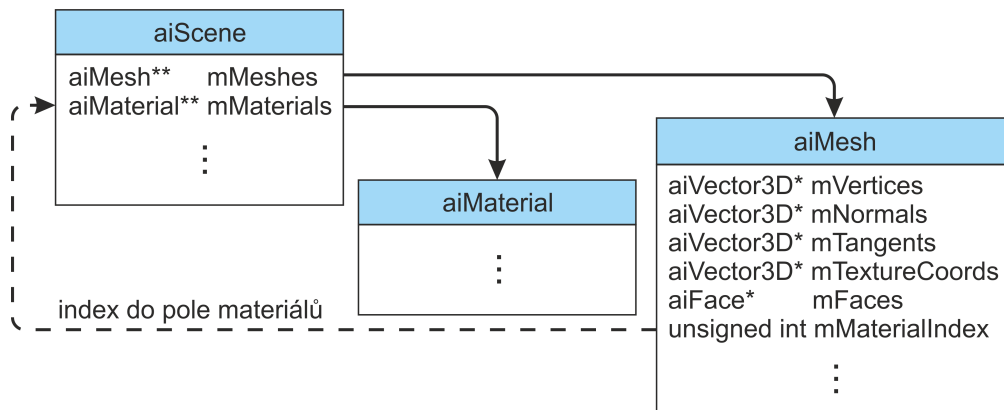 aiScene
aiMesh** mMeshes
aiMaterial** mMaterials
⋮
aiMaterial
⋮
aiMesh
aiVector3D* mVertices
aiVector3D* mNormals
aiVector3D* mTangents
aiVector3D* mTextureCoords
aiFace* mFaces
unsigned int mMaterialIndex
⋮
index do pole materiálů